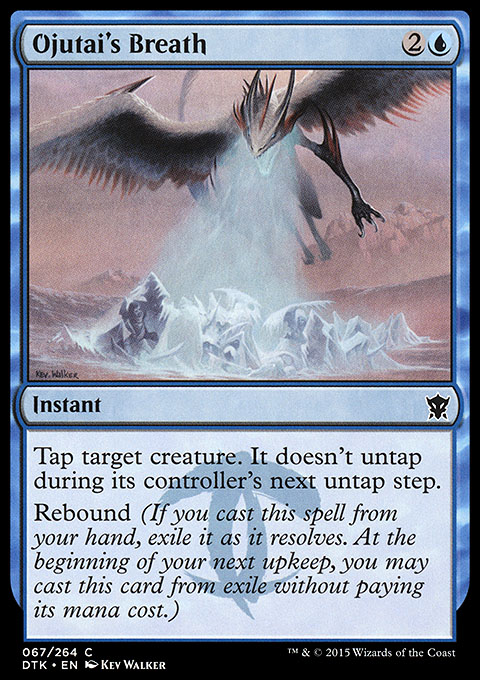 Ojutai's Breath 2
Kev. Walker
Instant
Tap target creature. It doesn't untap
during its controller's next untap step.
Rebound (If you cast this spell from
your hand, exile it as it resolves. At the
beginning of your next upkeep, you may
cast this card from exile without paying
its mana cost.)
067/264 C
DTK • EN Kev Walker
™ & © 2015 Wizards of the Coast